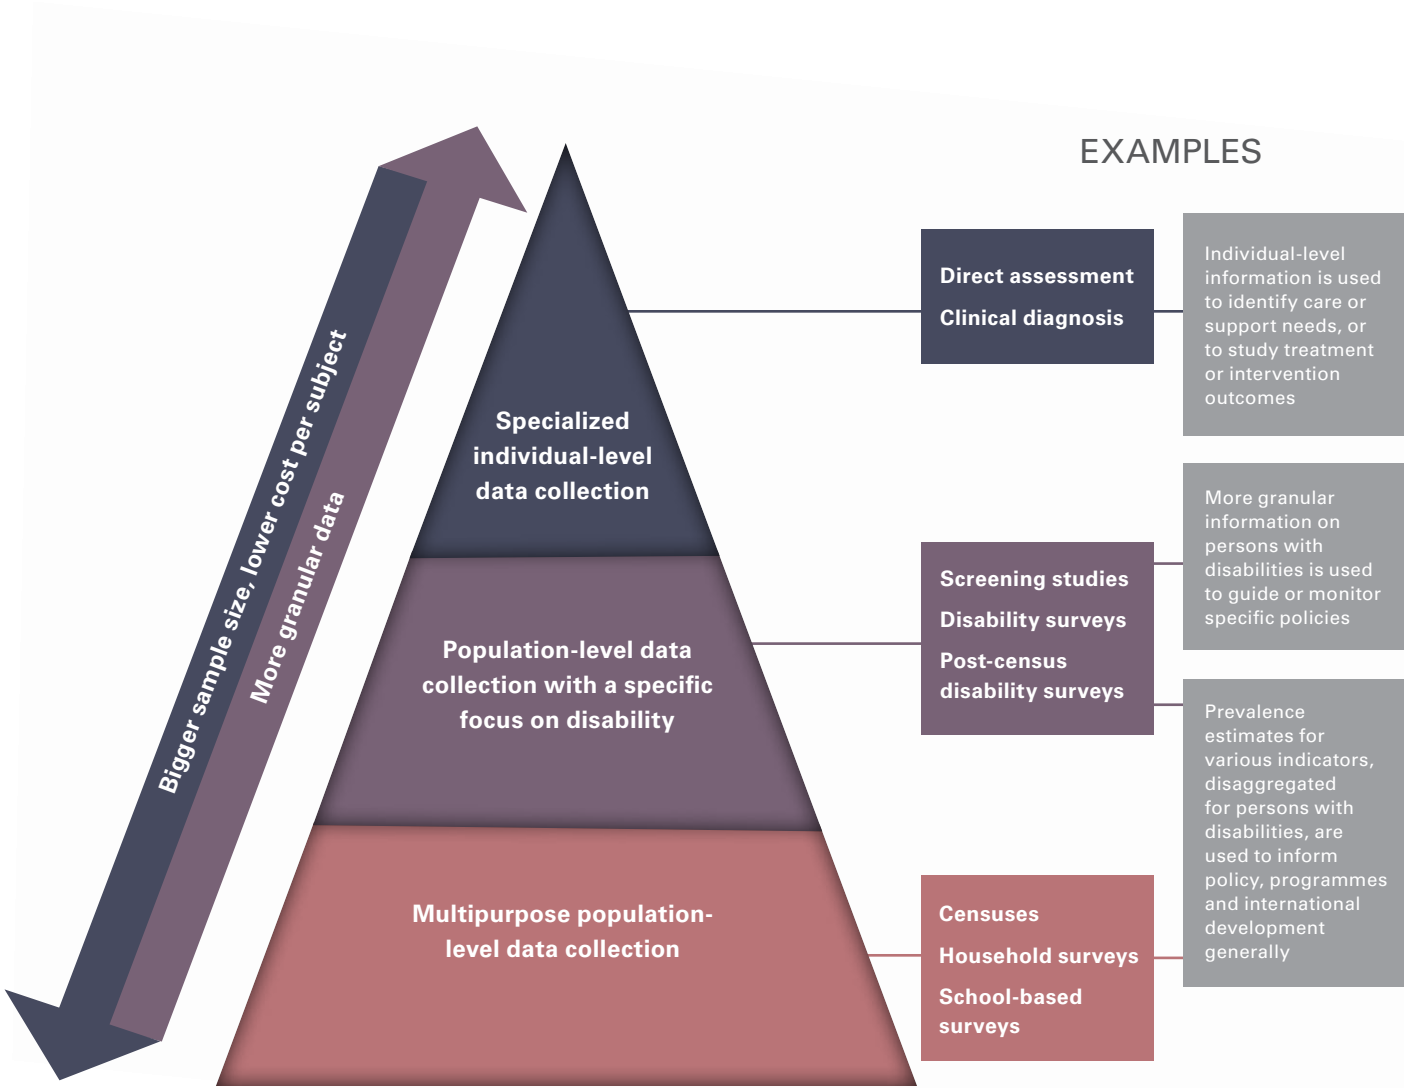 EXAMPLES
Bigger sample size, lower cost per subject
More granular data
Specialized
individual-level
data collection
Direct assessment
Clinical diagnosis
Individual-level
information is used
to identify care or
support needs, or
to study treatment
or intervention
outcomes
Population-level data
collection with a specific
focus on disability
Screening studies
Disability surveys
Post-census
disability surveys
More granular
information on
persons with
disabilities is used
to guide or monitor
specific policies
Prevalence
estimates for
various indicators,
disaggregated
for persons with
disabilities, are
used to inform
policy, programmes
and international
development
generally
Multipurpose population-
level data collection
Censuses
Household surveys
School-based
surveys